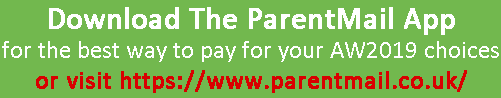 Download The ParentMail App
for the best way to pay for your AW2019 choices
or visit https://www.parentmail.co.uk/